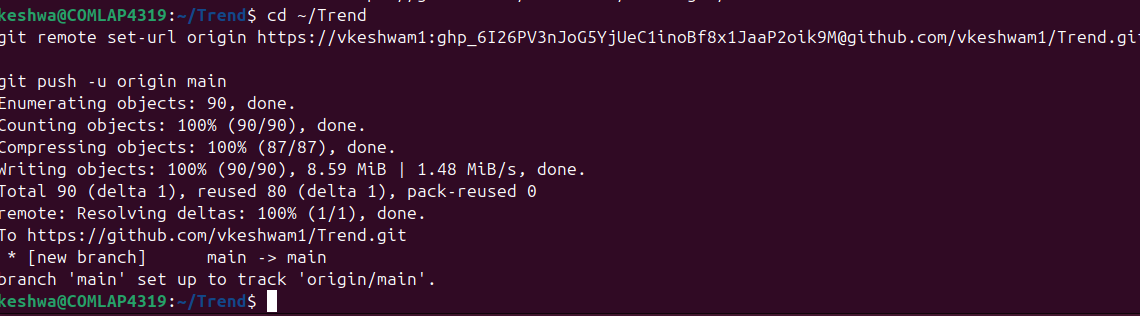 keshwa@COMLAP4319:~/Trend$ cd ~/Trend
git remote set-url origin https://vkeshwam1: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@github.com/vkeshwam1/Trend.git
git push -u origin main
Enumerating objects: 90, done.
Counting objects: 100% (90/90), done.
Compressing objects: 100% (87/87), done.
Writing objects: 100% (90/90), 8.59 MiB | 1.48 MiB/s, done.
Total 90 (delta 1), reused 80 (delta 1), pack-reused 0
remote: Resolving deltas: 100% (1/1), done.
To https://github.com/vkeshwam1/Trend.git
* [new branch] main -> main
branch 'main' set up to track 'origin/main'.
keshwa@COMLAP4319:~/Trend$